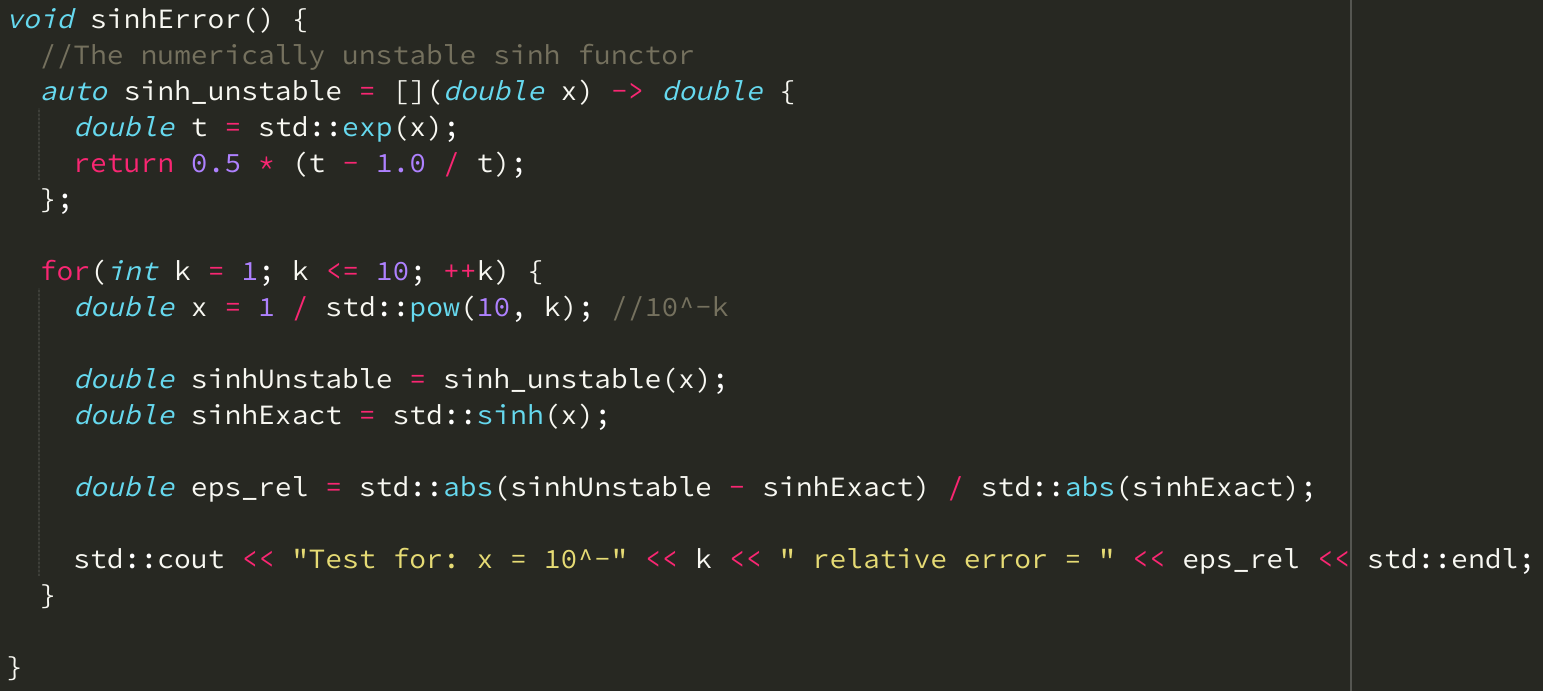 void sinhError() {
//The numerically unstable sinh functor
auto sinh_unstable = [](double x) -> double {
double t = std::exp(x);
return 0.5 * (t - 1.0 / t);
};
for(int k = 1; k <= 10; ++k) {
double x = 1 / std::pow(10, k); //10^-k
double sinhUnstable = sinh_unstable(x);
double sinhExact = std::sinh(x);
double eps_rel = std::abs(sinhUnstable - sinhExact) / std::abs(sinhExact);
std::cout << "Test for: x = 10^-" << k << " relative error = " << eps_rel << std::endl;
}
}